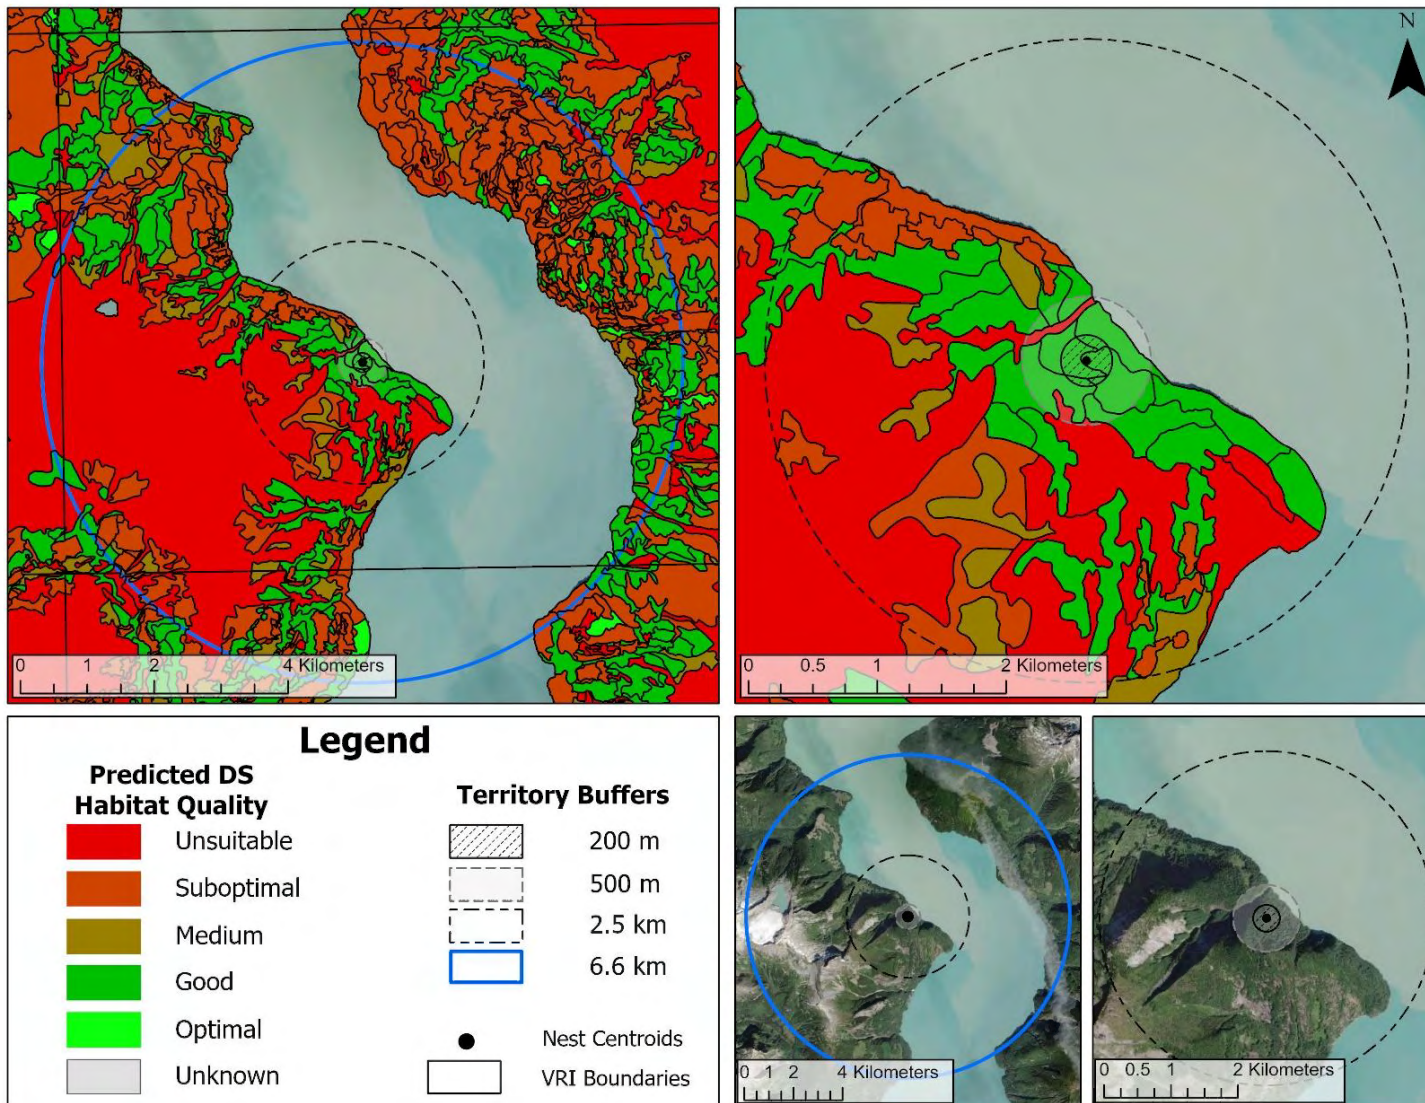 N
0 1 2 4 Kilometers
0 0.5 1 2 Kilometers
Legend
Predicted DS
Habitat Quality
Unsuitable
Suboptimal
Medium
Good
Optimal
Unknown
Territory Buffers
200 m
500 m
2.5 km
6.6 km
Nest Centroids
VRI Boundaries
0 1 2 4 Kilometers
0 0.5 1 2 Kilometers